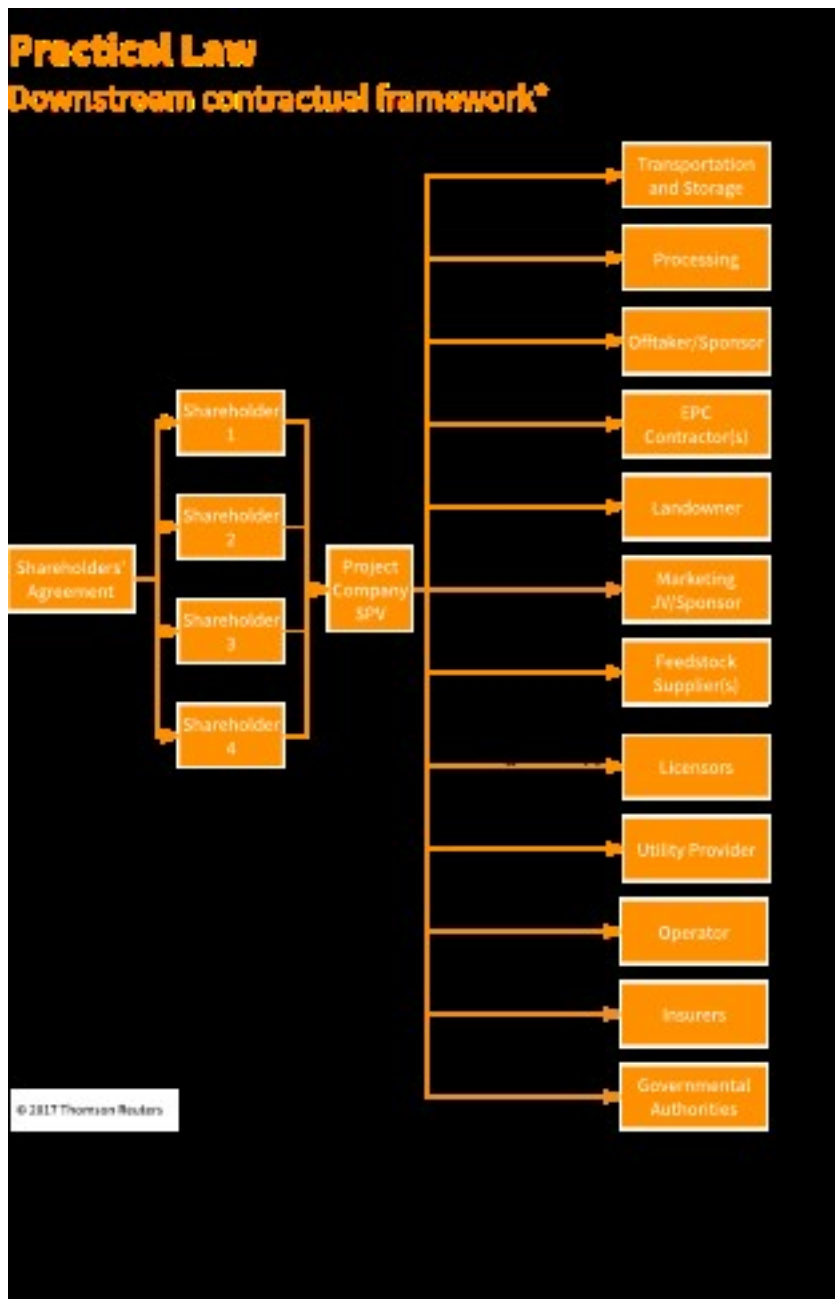 Practical Law
Downstream contractual framework*
Transportation
and Storage
Processing
Offtaker/Sponsor
EPC
Contractor(s)
Shareholder
1
Landowner
Shareholder
2
Shareholders'
Agreement
Project
Company
SPV
Marketing
JV/Sponsor
Shareholder
3
Feedstock
Supplier(s)
Shareholder
4
Licensors
Utility Provider
Operator
Insurers
Governmental
Authorities
© 2017 Thomson Reuters